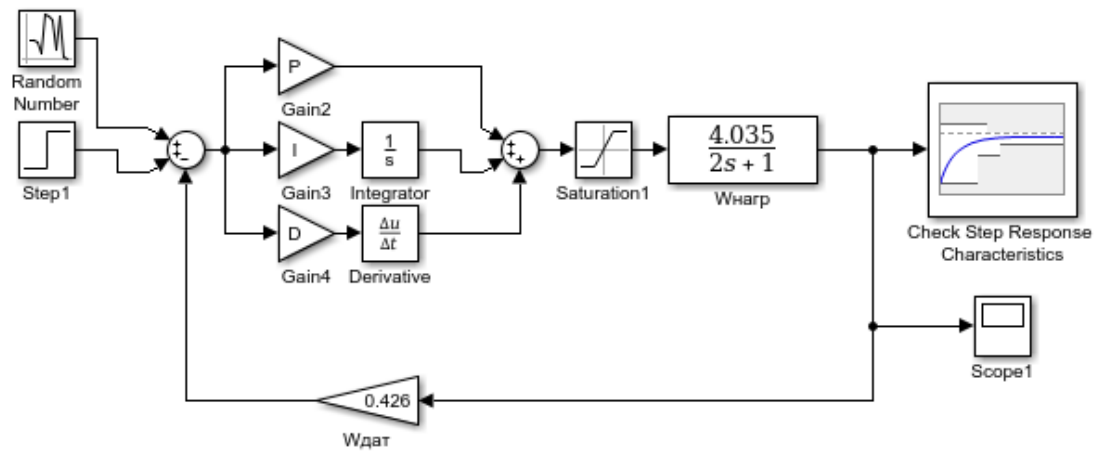 Random
Number
Step1
+
+
-
P
Gain2
I
Gain3
1
s
Integrator
D
Gain4
Δu
Δt
Derivative
+
+
+
Saturation1
4.035
2s + 1
Wнагр
Check Step Response
Characteristics
Scope1
0.426
Wдат